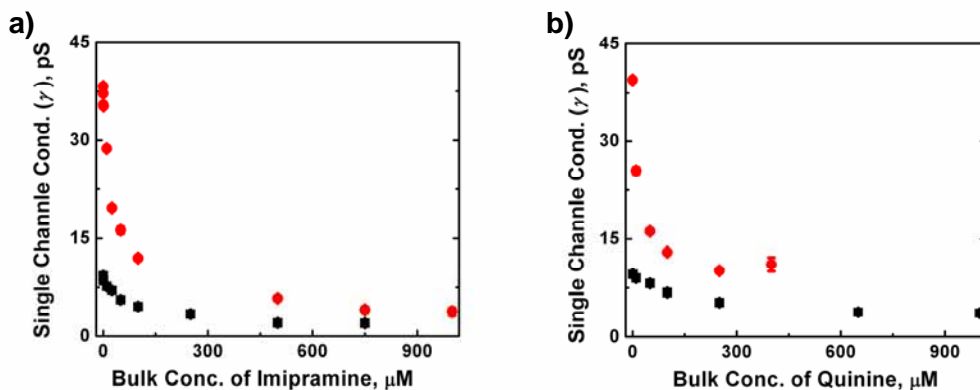 a)
Single Channle Cond. (γ), pS
45
30
15
0
0 300 600 900
Bulk Conc. of Imipramine, μM
b)
Single Channle Cond. (γ), pS
45
30
15
0
0 300 600 900
Bulk Conc. of Quinine, μM